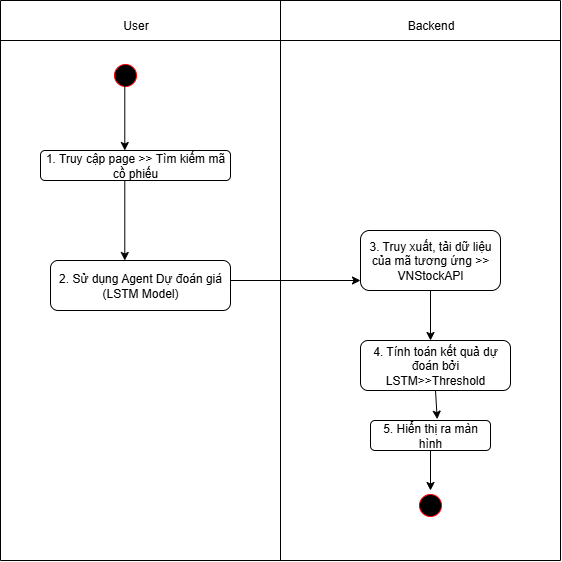 User
Backend
1. Truy cập page >> Tìm kiếm mã
cổ phiếu
2. Sử dụng Agent Dự đoán giá
(LSTM Model)
3. Truy xuất, tải dữ liệu
của mã tương ứng >>
VNStockAPI
4. Tính toán kết quả dự
đoán bởi
LSTM>>Threshold
5. Hiển thị ra màn
hình